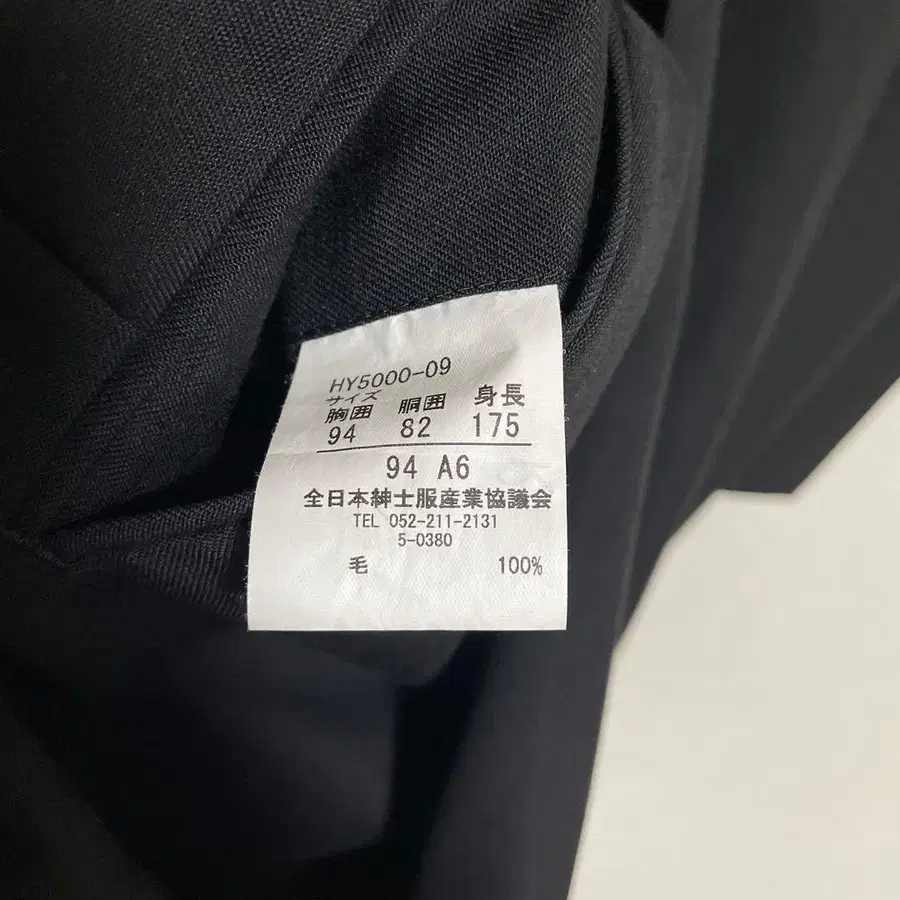 HY5000-09
サイズ
胸囲 胴囲 身長
94 82 175
94 A6
全日本紳士服産業協議会
TEL 052-211-2131
5-0380
毛 100%